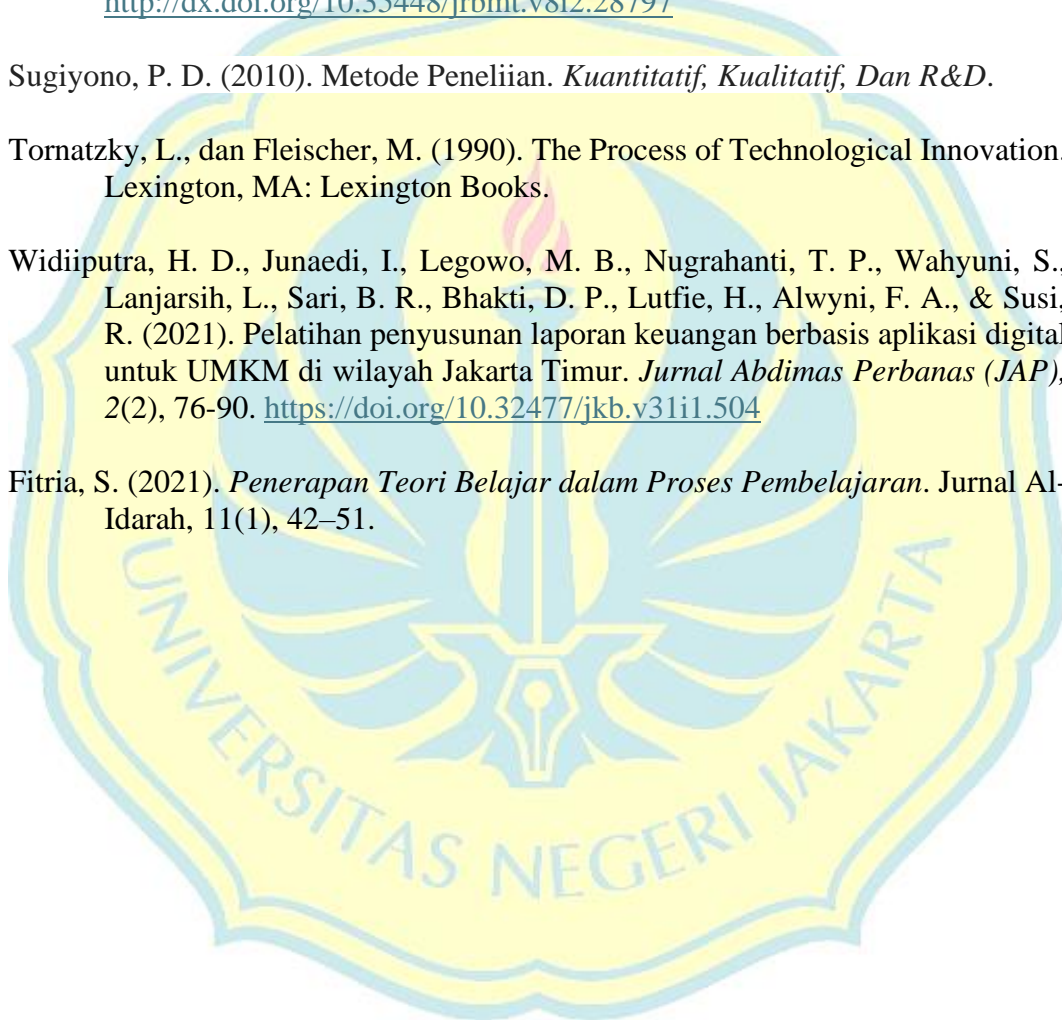 http://dx.doi.org/10.35448/jrbmt.v8i2.28797
Sugiyono, P. D. (2010). Metode Peneliian. Kuantitatif, Kualitatif, Dan R&D.
Tornatzky, L., dan Fleischer, M. (1990). The Process of Technological Innovation.
Lexington, MA: Lexington Books.
Widiiputra, H. D., Junaedi, I., Legowo, M. B., Nugrahanti, T. P., Wahyuni, S.,
Lanjarsih, L., Sari, B. R., Bhakti, D. P., Lutfie, H., Alwyni, F. A., & Susi,
R. (2021). Pelatihan penyusunan laporan keuangan berbasis aplikasi digital
untuk UMKM di wilayah Jakarta Timur. Jurnal Abdimas Perbanas (JAP),
2(2), 76-90. https://doi.org/10.32477/jkb.v31i1.504
Fitria, S. (2021). Penerapan Teori Belajar dalam Proses Pembelajaran. Jurnal Al-
Idarah, 11(1), 42–51.
UNIVERSITAS NEGERI JAKARTA